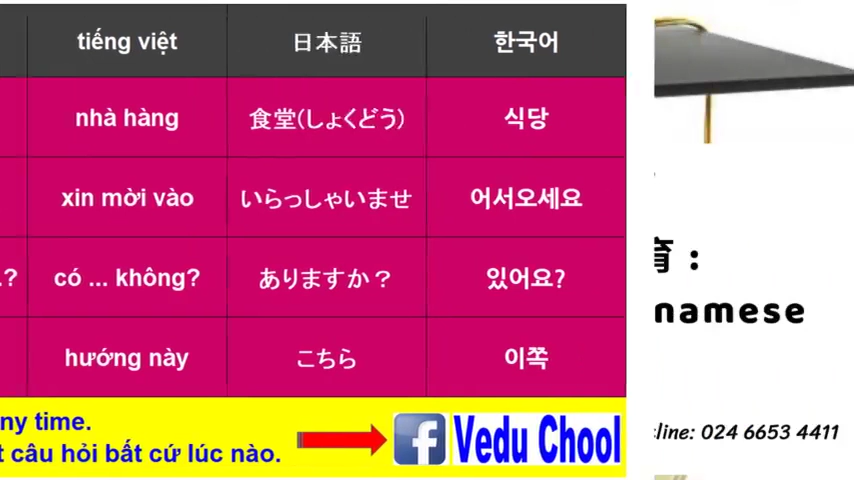 tiếng việt 日本語 한국어
nhà hàng 食堂(しょくどう) 식당
xin mời vào いらっしゃいませ 어서오세요
.? có ... không? ありますか？ 있어요?
hướng này こちら 이쪽
ny time.
t câu hỏi bất cứ lúc nào.
f Vedu Chool
育 :
namese
line: 024 6653 4411